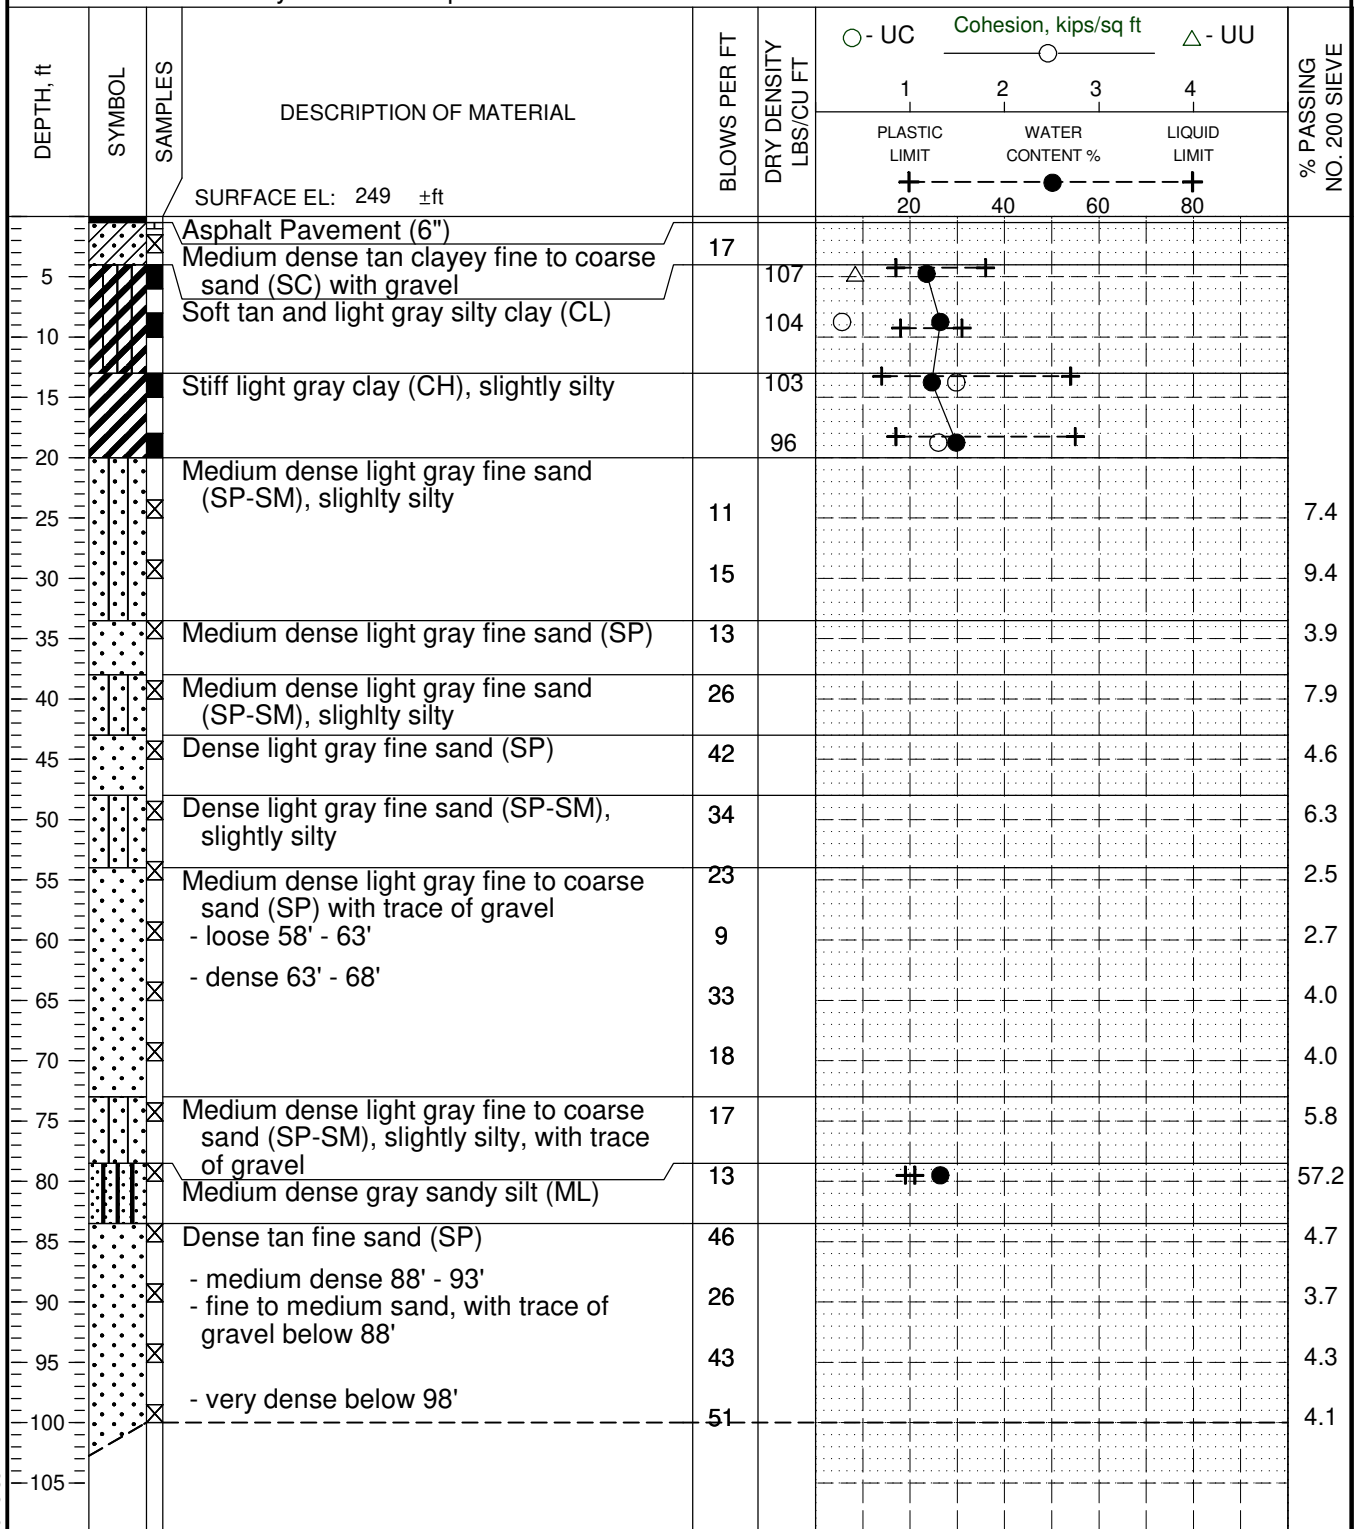 DEPTH, ft
SYMBOL
SAMPLES
DESCRIPTION OF MATERIAL
SURFACE EL: 249 ±ft
BLOWS PER FT
DRY DENSITY
LBS/CU FT
- UC
Cohesion, kips/sq ft
- UU
1 2 3 4
PLASTIC LIMIT
WATER CONTENT %
LIQUID LIMIT
20 40 60 80
% PASSING
NO. 200 SIEVE
Asphalt Pavement (6")
17
Medium dense tan clayey fine to coarse
sand (SC) with gravel
5 107
Soft tan and light gray silty clay (CL)
10 104
Stiff light gray clay (CH), slightly silty
103
15
96
20
Medium dense light gray fine sand
(SP-SM), slighlty silty
25 11 7.4
30 15 9.4
35 Medium dense light gray fine sand (SP) 13 3.9
Medium dense light gray fine sand 26 7.9
40
(SP-SM), slighlty silty
Dense light gray fine sand (SP) 42 4.6
45
Dense light gray fine sand (SP-SM), 34 6.3
50
slightly silty
55 Medium dense light gray fine to coarse 23 2.5
sand (SP) with trace of gravel
60 - loose 58' - 63' 9 2.7
- dense 63' - 68'
65 33 4.0
70 18 4.0
Medium dense light gray fine to coarse 17 5.8
75
sand (SP-SM), slightly silty, with trace
of gravel
13 57.2
80
Medium dense gray sandy silt (ML)
85 Dense tan fine sand (SP) 46 4.7
- medium dense 88' - 93'
90 - fine to medium sand, with trace of 26 3.7
gravel below 88'
95 43 4.3
- very dense below 98'
100 51 4.1
105